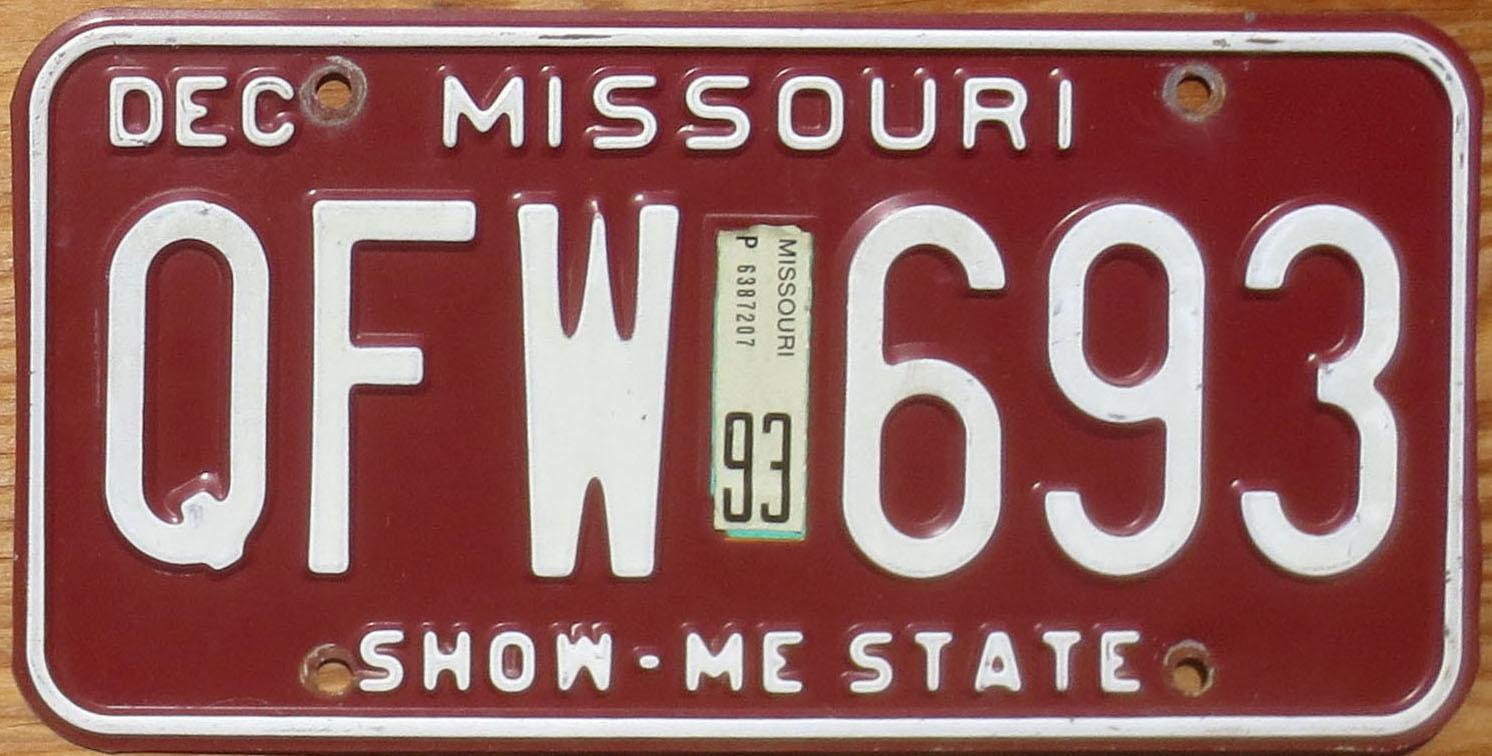 DEC MISSOURI
QFW 693
MISSOURI
P 6387207
93
SHOW-ME STATE